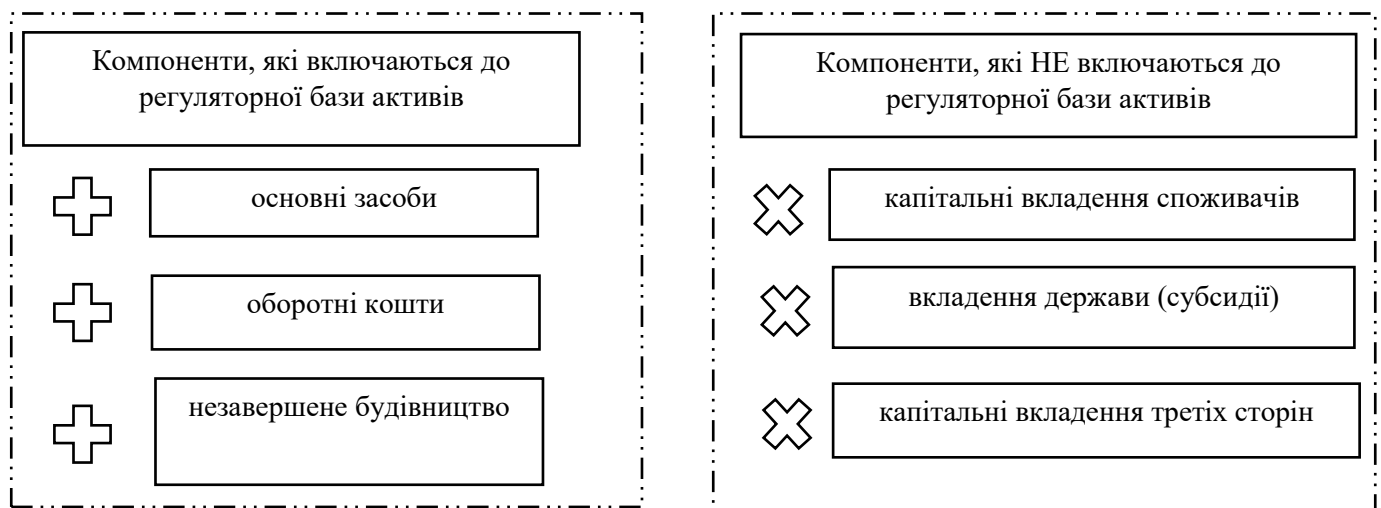 Компоненти, які включаються до
регуляторної бази активів
основні засоби
оборотні кошти
незавершене будівництво
Компоненти, які НЕ включаються до
регуляторної бази активів
капітальні вкладення споживачів
вкладення держави (субсидії)
капітальні вкладення третіх сторін